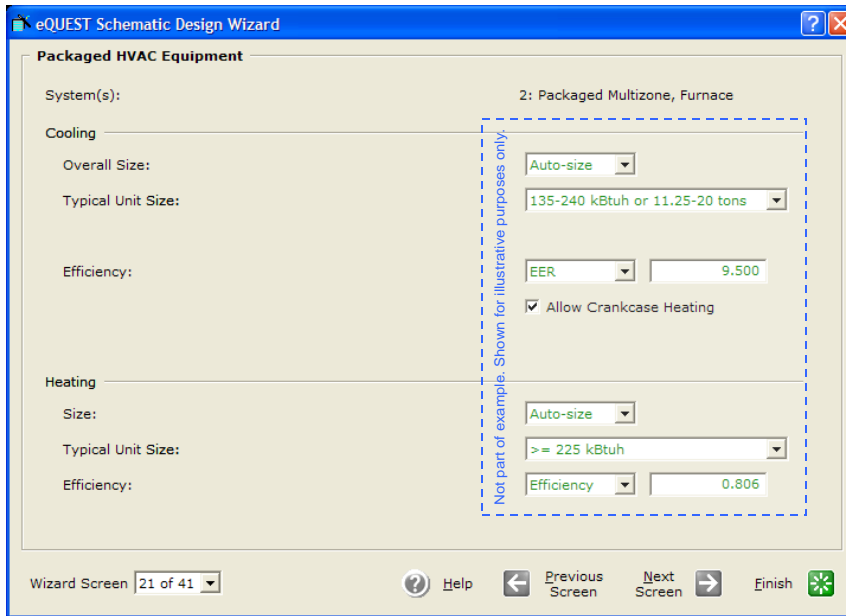 eQUEST Schematic Design Wizard
Packaged HVAC Equipment
System(s): 2: Packaged Multizone, Furnace
Cooling
Overall Size: Auto-size
Typical Unit Size: 135-240 kBtuh or 11.25-20 tons
Efficiency: EER 9.500
Allow Crankcase Heating
Heating
Size: Auto-size
Typical Unit Size: >= 225 kBtuh
Efficiency: Efficiency 0.806
Not part of example. Shown for illustrative purposes only.
Wizard Screen 21 of 41 ? Help Previous Screen Next Screen Finish